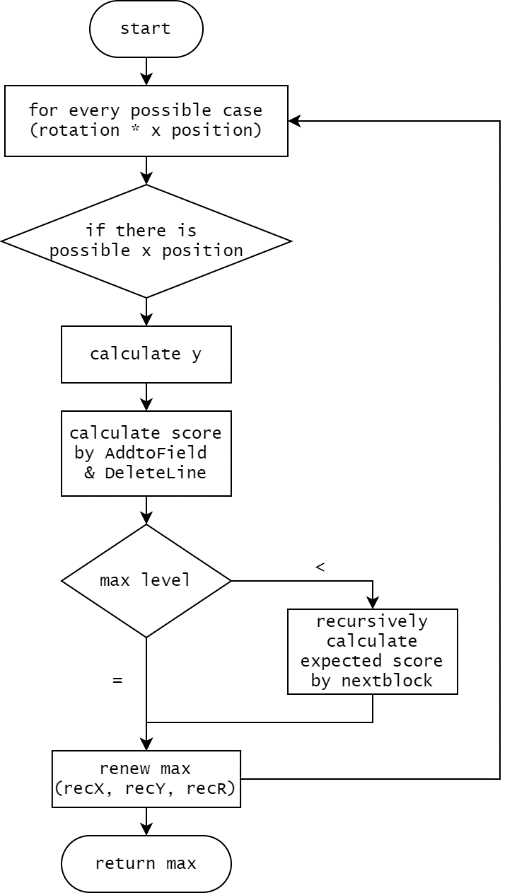 start
for every possible case
(rotation * x position)
if there is
possible x position
calculate y
calculate score
by AddtoField
& DeleteLine
max level
<
recursively
calculate
expected score
by nextblock
=
renew max
(recX, recY, recR)
return max